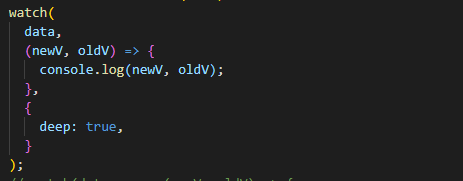 watch(
  data,
  (newV, oldV) => {
    console.log(newV, oldV);
  },
  {
    deep: true,
  }
);